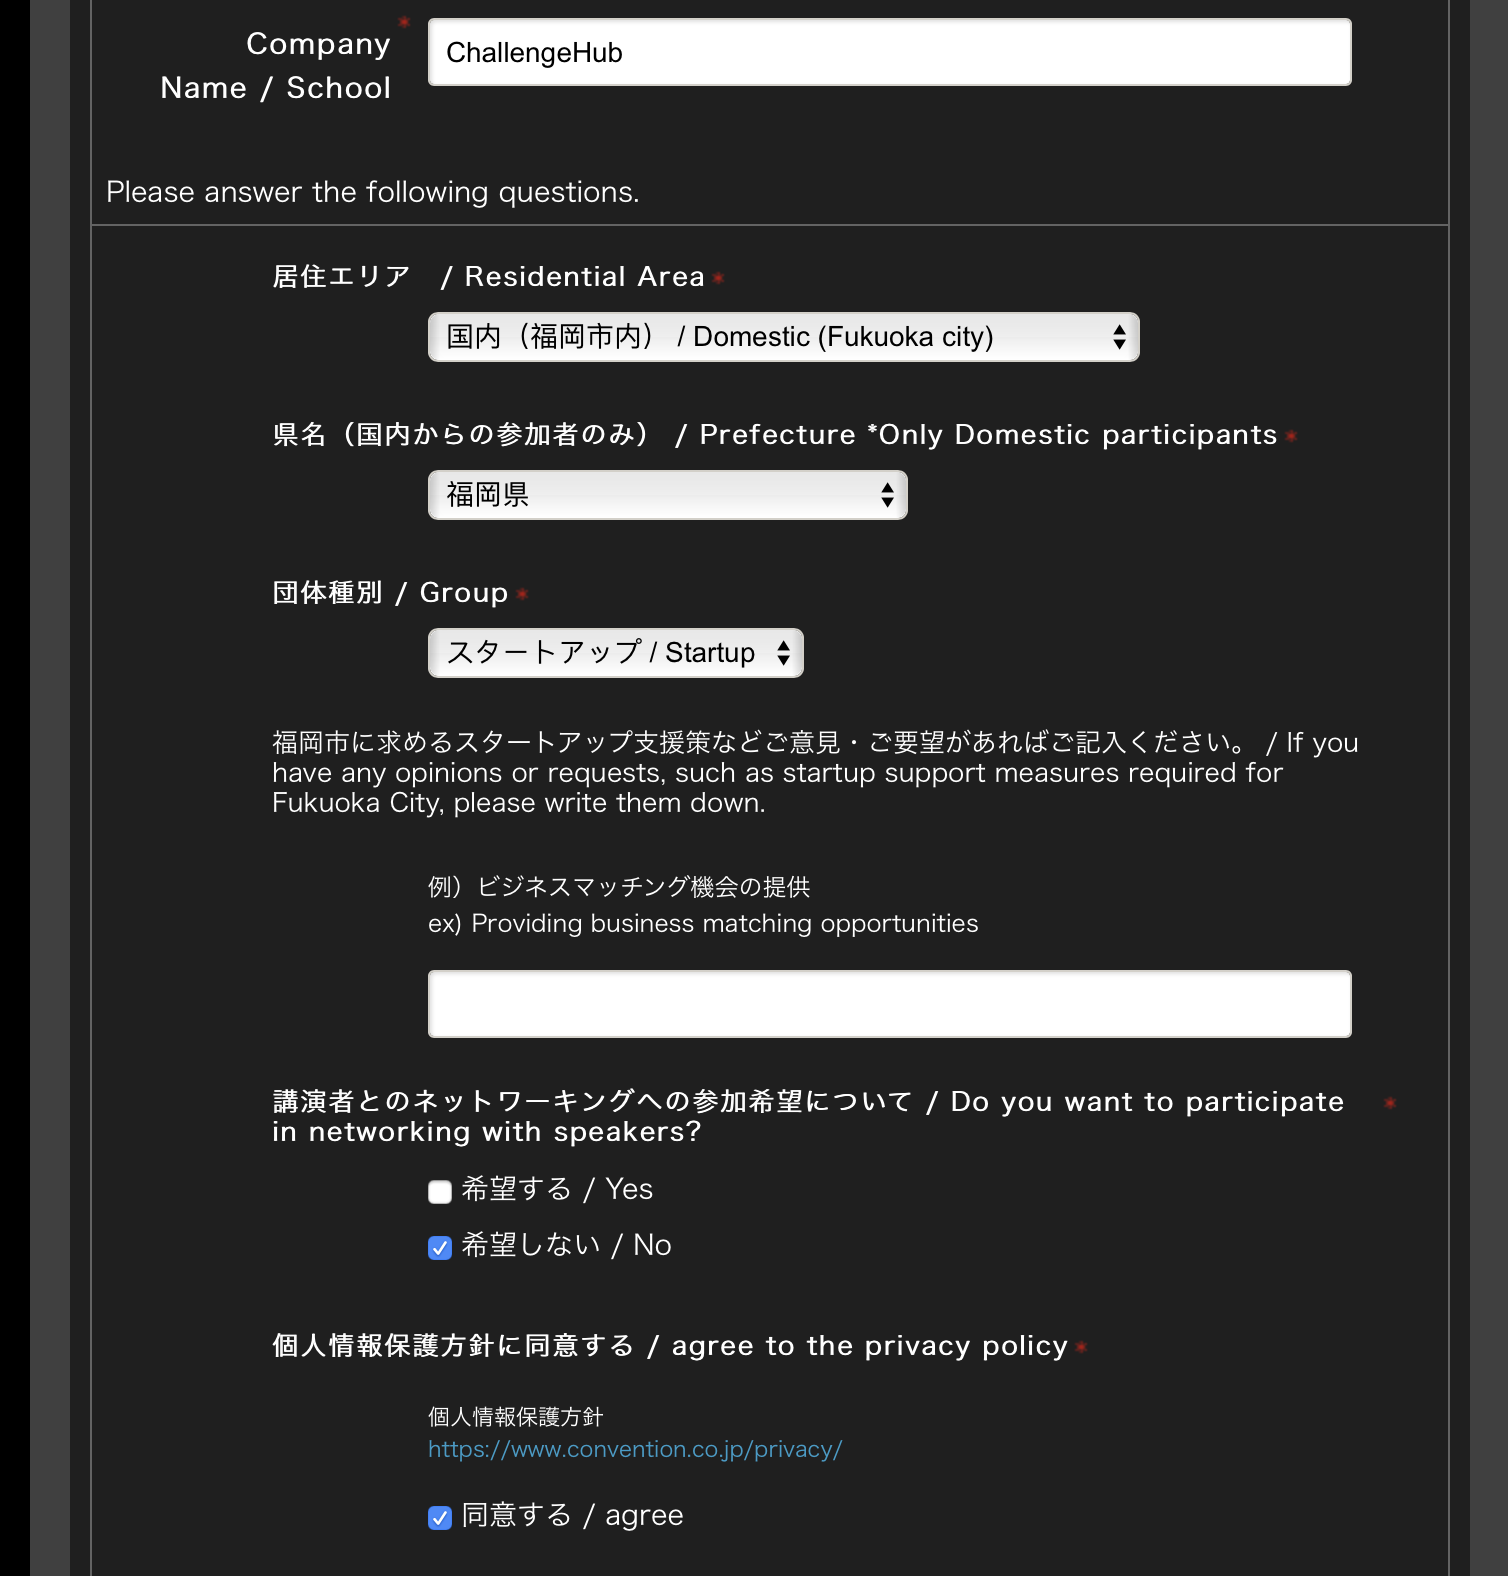 Company *
Name / School
ChallengeHub
Please answer the following questions.
居住エリア　/ Residential Area *
国内（福岡市内） / Domestic (Fukuoka city)
県名（国内からの参加者のみ） / Prefecture *Only Domestic participants *
福岡県
団体種別 / Group *
スタートアップ / Startup
福岡市に求めるスタートアップ支援策などご意見・ご要望があればご記入ください。 / If you
have any opinions or requests, such as startup support measures required for
Fukuoka City, please write them down.
例）ビジネスマッチング機会の提供
ex) Providing business matching opportunities
講演者とのネットワーキングへの参加希望について / Do you want to participate *
in networking with speakers?
希望する / Yes
希望しない / No
個人情報保護方針に同意する / agree to the privacy policy *
個人情報保護方針
https://www.convention.co.jp/privacy/
同意する / agree